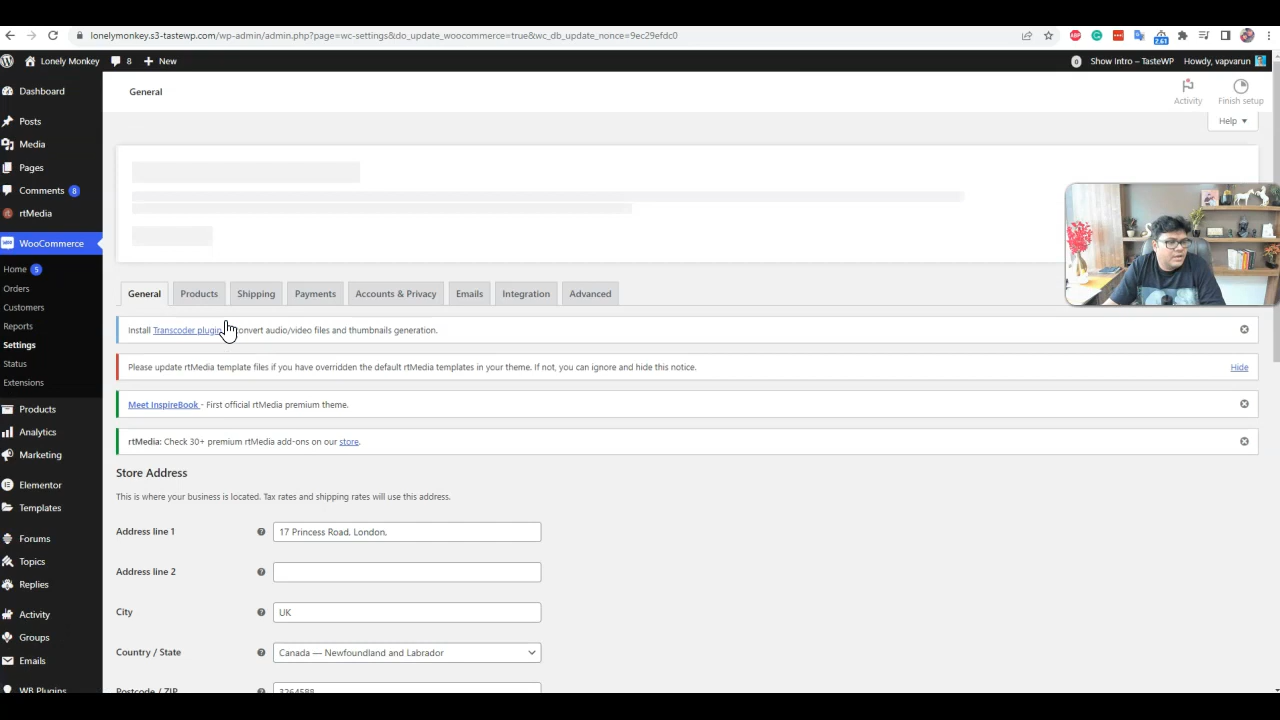 lonelymonkey.s3-tastewp.com/wp-admin/admin.php?page=wc-settings&do_update_woocommerce=true&wc_db_update_nonce=9ec29efdc0
2.61
Lonely Monkey
8
New
0
Show Intro – TasteWP
Howdy, vapvarun
Dashboard
Posts
Media
Pages
Comments 8
rtMedia
WooCommerce
Home 5
Orders
Customers
Reports
Settings
Status
Extensions
Products
Analytics
Marketing
Elementor
Templates
Forums
Topics
Replies
Activity
Groups
Emails
WB Plugins
General
Activity
Finish setup
Help
General
Products
Shipping
Payments
Accounts & Privacy
Emails
Integration
Advanced
Install Transcoder plugin convert audio/video files and thumbnails generation.
Please update rtMedia template files if you have overridden the default rtMedia templates in your theme. If not, you can ignore and hide this notice.
Hide
Meet InspireBook - First official rtMedia premium theme.
rtMedia: Check 30+ premium rtMedia add-ons on our store.
Store Address
This is where your business is located. Tax rates and shipping rates will use this address.
Address line 1
17 Princess Road, London,
Address line 2
City
UK
Country / State
Canada — Newfoundland and Labrador
Postcode / ZIP
3264588